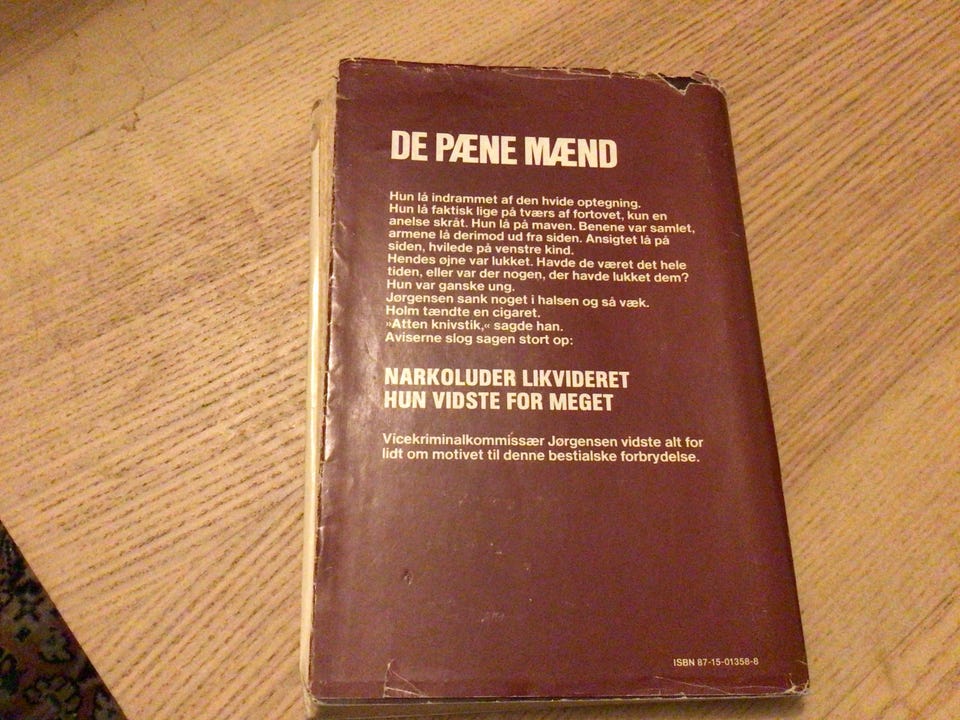 DE PÆNE MÆND
Hun lå indrammet af den hvide optegning.
Hun lå faktisk lige på tværs af fortovet, kun en
anelse skråt. Hun lå på maven. Benene var samlet,
armene lå derimod ud fra siden. Ansigtet lå på
siden, hvilede på venstre kind.
Hendes øjne var lukket. Havde de været det hele
tiden, eller var der nogen, der havde lukket dem?
Hun var ganske ung.
Jørgensen sank noget i halsen og så væk.
Holm tændte en cigaret.
»Atten knivstik,« sagde han.
Aviserne slog sagen stort op:
NARKOLUDER LIKVIDERET
HUN VIDSTE FOR MEGET
Vicekriminalkommissær Jørgensen vidste alt for
lidt om motivet til denne bestialske forbrydelse.
ISBN 87-15-01358-8